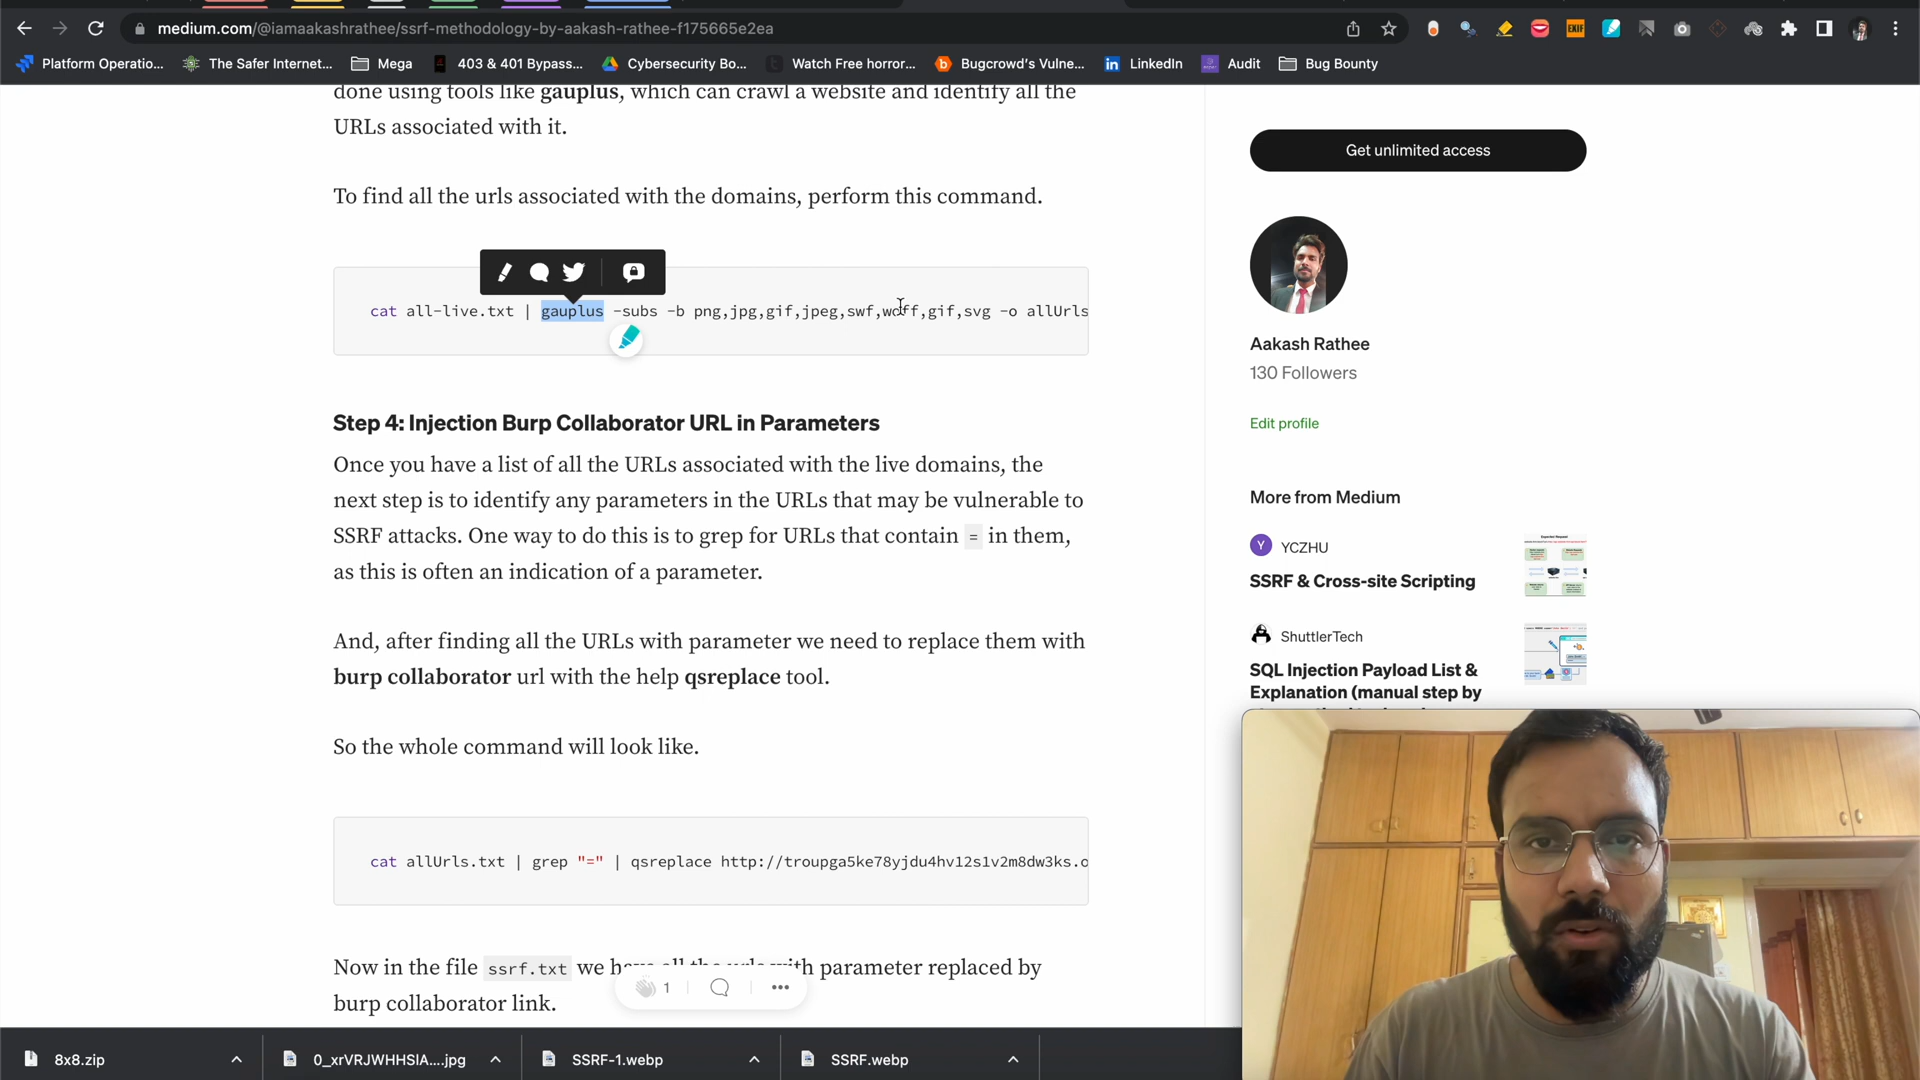 medium.com/@iamaakashrathee/ssrf-methodology-by-aakash-rathee-f175665e2ea
Platform Operatio... The Safer Internet... Mega 403 & 401 Bypass... Cybersecurity Bo... Watch Free horror... Bugcrowd's Vulne... LinkedIn Audit Bug Bounty
done using tools like gauplus, which can crawl a website and identify all the
URLs associated with it.
To find all the urls associated with the domains, perform this command.
cat all-live.txt | gauplus -subs -b png,jpg,gif,jpeg,swf,woff,gif,svg -o allUrls
Step 4: Injection Burp Collaborator URL in Parameters
Once you have a list of all the URLs associated with the live domains, the
next step is to identify any parameters in the URLs that may be vulnerable to
SSRF attacks. One way to do this is to grep for URLs that contain = in them,
as this is often an indication of a parameter.
And, after finding all the URLs with parameter we need to replace them with
burp collaborator url with the help qsreplace tool.
So the whole command will look like.
cat allUrls.txt | grep "=" | qsreplace http://troupga5ke78yjdu4hv12s1v2m8dw3ks.o
Now in the file ssrf.txt we have all the urls with parameter replaced by
burp collaborator link.
1
Get unlimited access
Aakash Rathee
130 Followers
Edit profile
More from Medium
Y YCZHU
SSRF & Cross-site Scripting
ShuttlerTech
SQL Injection Payload List &
Explanation (manual step by
8x8.zip 0_xrVRJWHHSIA....jpg SSRF-1.webp SSRF.webp